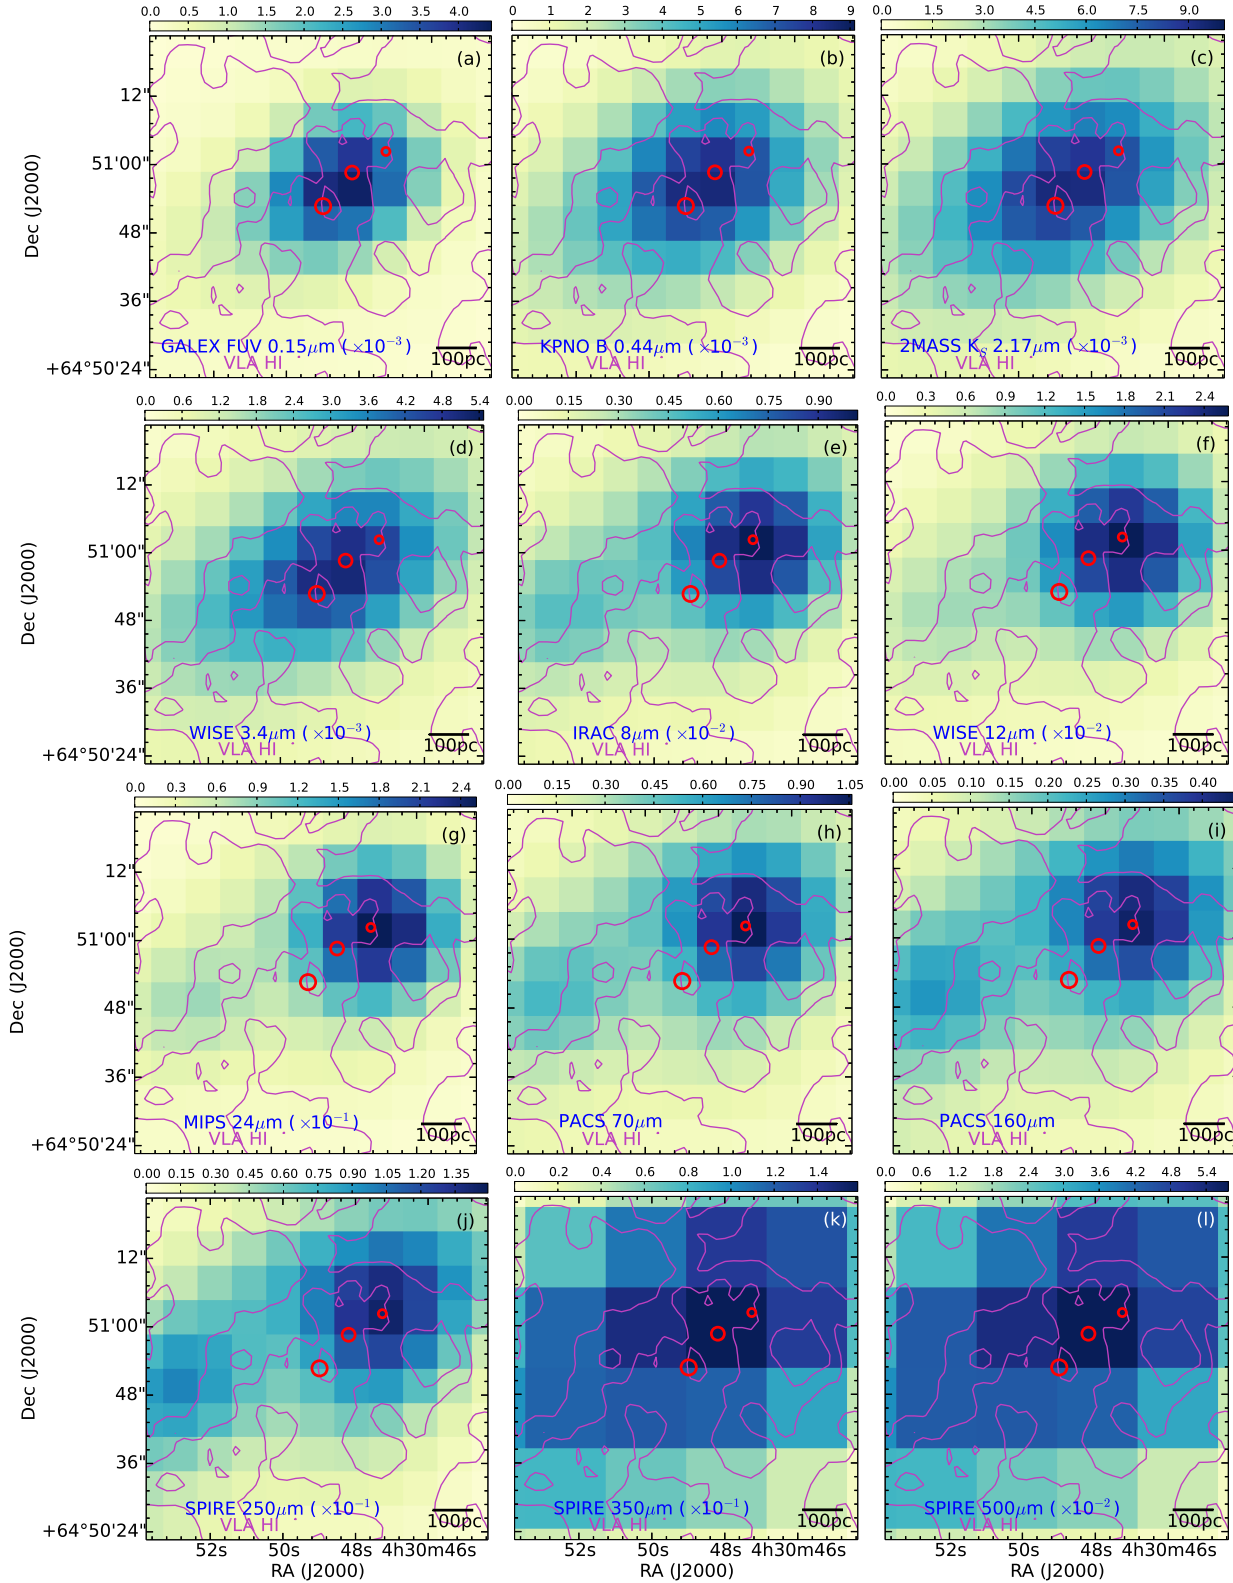 0.0 0.5 1.0 1.5 2.0 2.5 3.0 3.5 4.0
0 1 2 3 4 5 6 7 8 9
0.0 1.5 3.0 4.5 6.0 7.5 9.0
(a)
(b)
(c)
12"
51'00"
48"
36"
+64°50'24"
Dec (J2000)
GALEX FUV 0.15μm (×10⁻³)
VLA HI
100pc
KPNO B 0.44μm (×10⁻³)
VLA HI
100pc
2MASS K_S 2.17μm (×10⁻³)
VLA HI
100pc
0.0 0.6 1.2 1.8 2.4 3.0 3.6 4.2 4.8 5.4
0.00 0.15 0.30 0.45 0.60 0.75 0.90
0.0 0.3 0.6 0.9 1.2 1.5 1.8 2.1 2.4
(d)
(e)
(f)
12"
51'00"
48"
36"
+64°50'24"
Dec (J2000)
WISE 3.4μm (×10⁻³)
VLA HI
100pc
IRAC 8μm (×10⁻²)
VLA HI
100pc
WISE 12μm (×10⁻²)
VLA HI
100pc
0.0 0.3 0.6 0.9 1.2 1.5 1.8 2.1 2.4
0.00 0.15 0.30 0.45 0.60 0.75 0.90 1.05
0.00 0.05 0.10 0.15 0.20 0.25 0.30 0.35 0.40
(g)
(h)
(i)
12"
51'00"
48"
36"
+64°50'24"
Dec (J2000)
MIPS 24μm (×10⁻¹)
VLA HI
100pc
PACS 70μm
VLA HI
100pc
PACS 160μm
VLA HI
100pc
0.00 0.15 0.30 0.45 0.60 0.75 0.90 1.05 1.20 1.35
0.0 0.2 0.4 0.6 0.8 1.0 1.2 1.4
0.0 0.6 1.2 1.8 2.4 3.0 3.6 4.2 4.8 5.4
(j)
(k)
(l)
12"
51'00"
48"
36"
+64°50'24"
Dec (J2000)
SPIRE 250μm (×10⁻¹)
VLA HI
100pc
SPIRE 350μm (×10⁻¹)
VLA HI
100pc
SPIRE 500μm (×10⁻²)
VLA HI
100pc
52s 50s 48s 4h30m46s
52s 50s 48s 4h30m46s
52s 50s 48s 4h30m46s
RA (J2000)
RA (J2000)
RA (J2000)